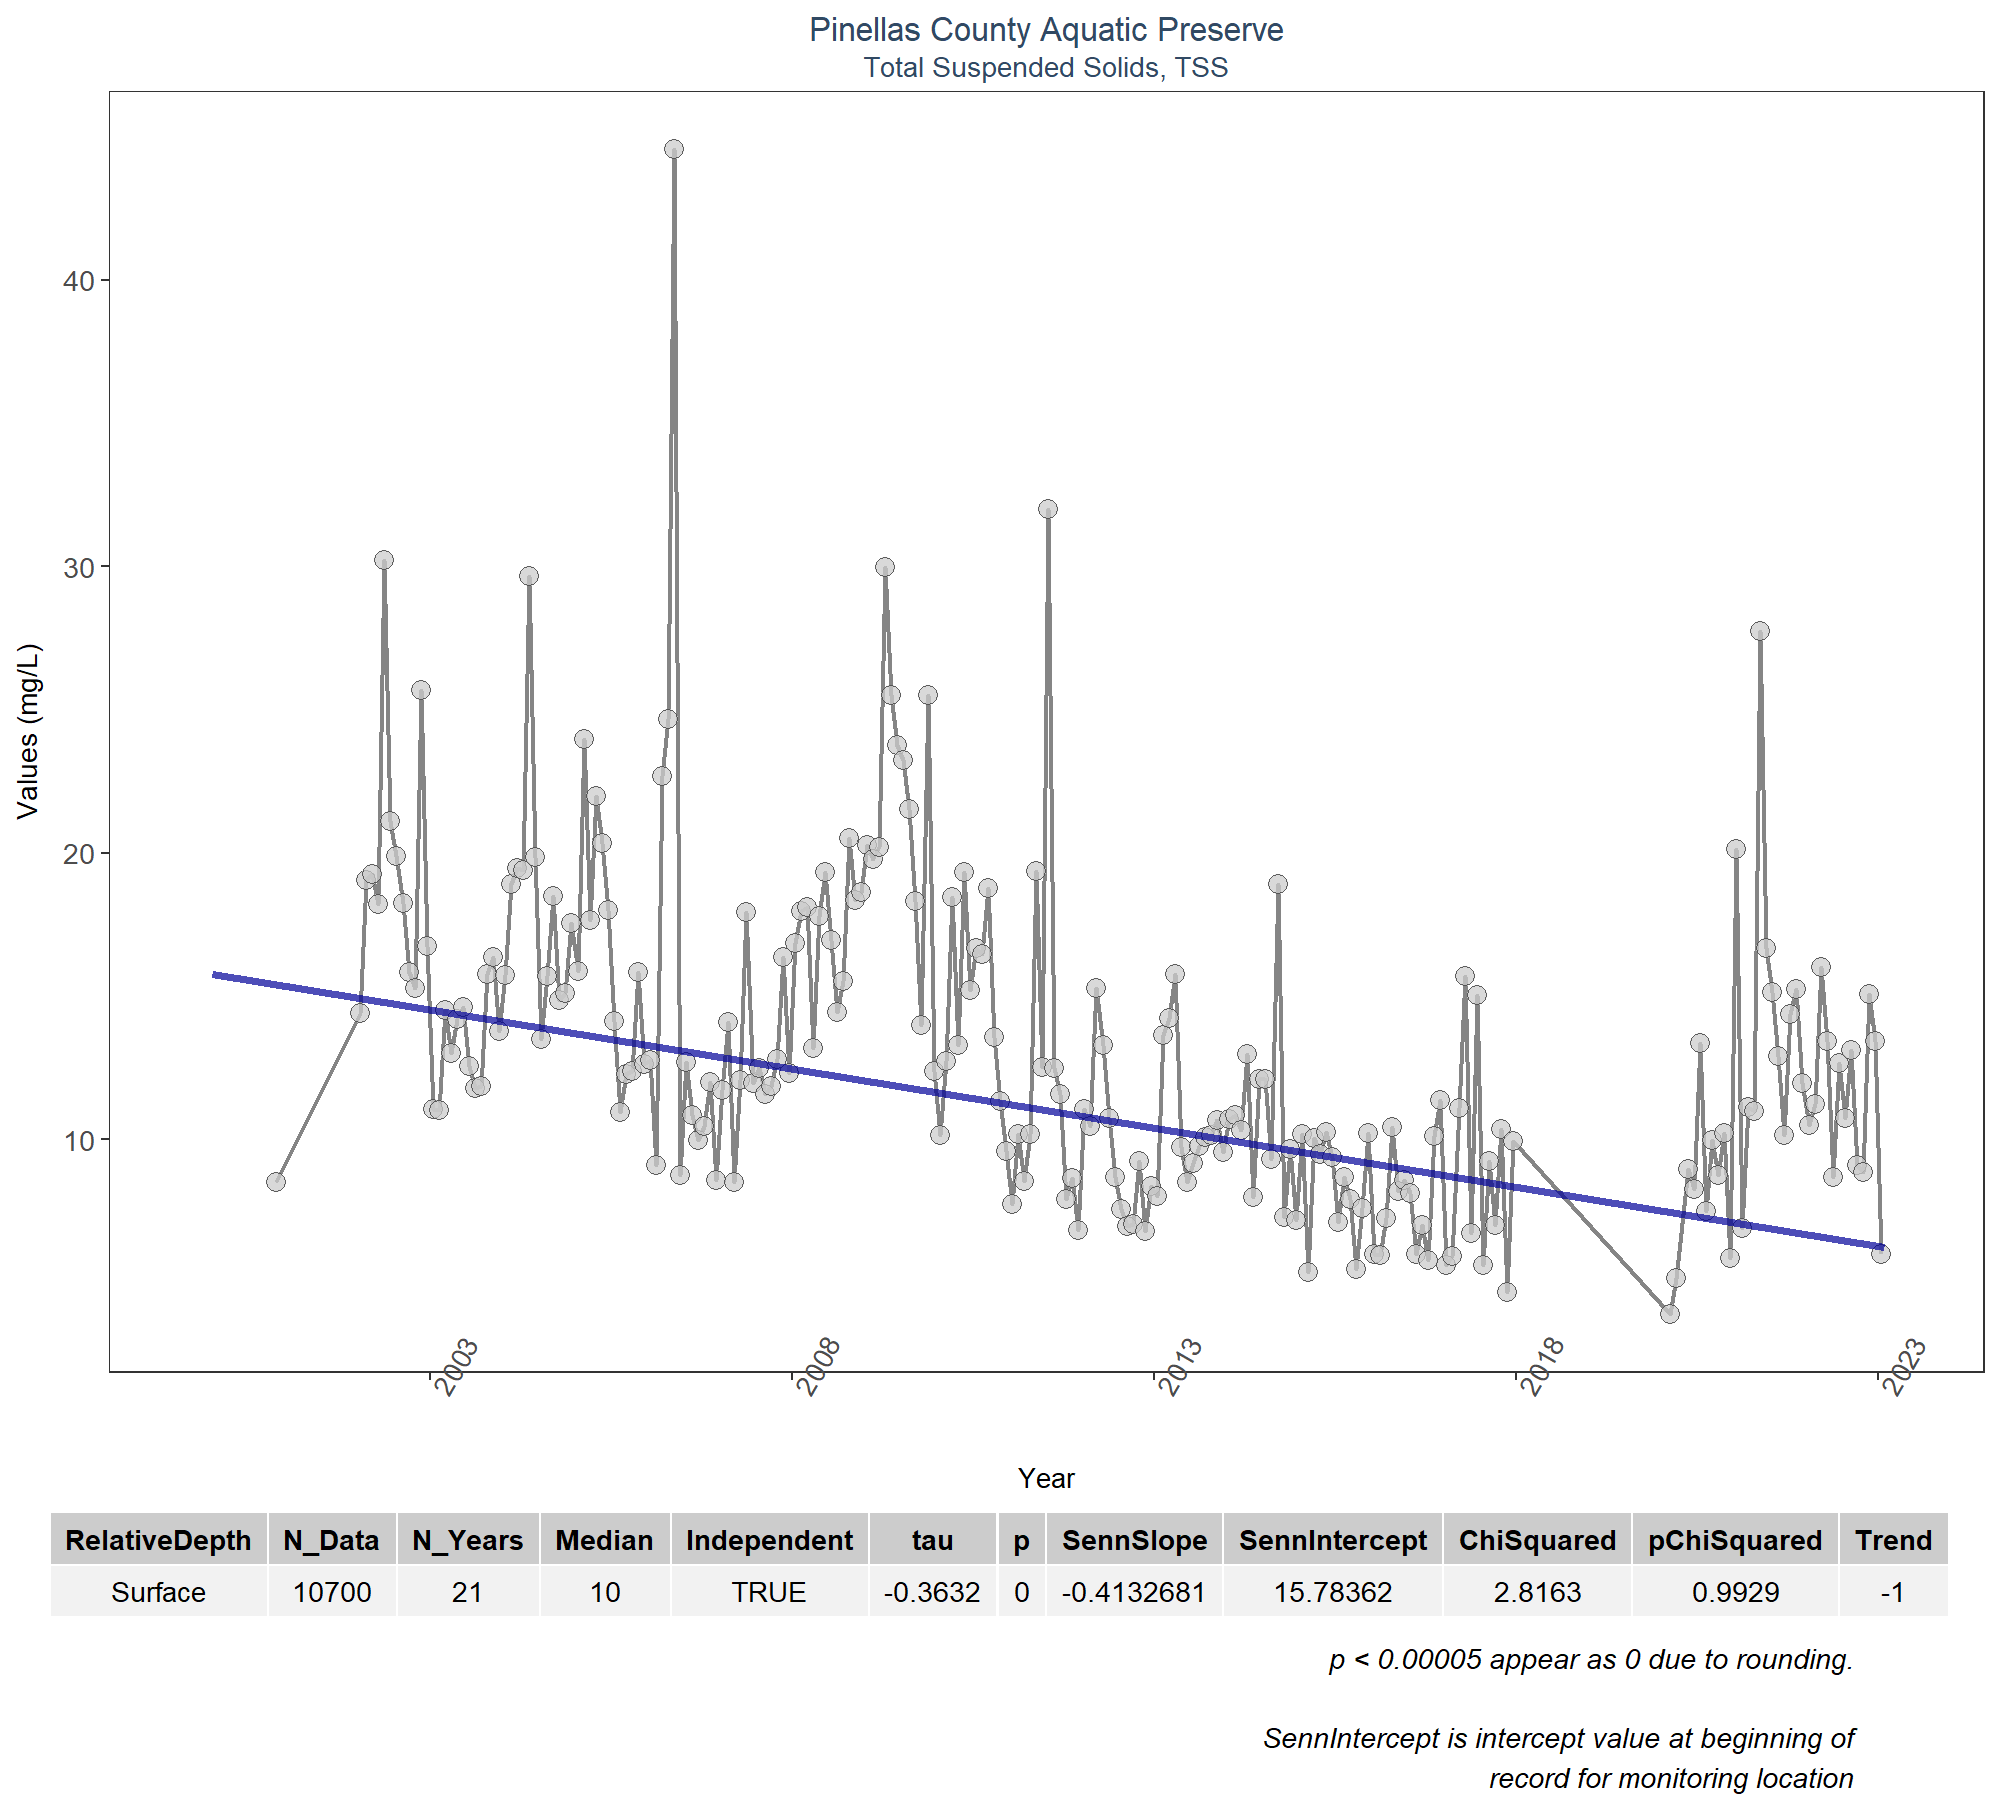 Pinellas County Aquatic Preserve
Total Suspended Solids, TSS
Values (mg/L)
40
30
20
10
2003 2008 2013 2018 2023
Year
RelativeDepth N_Data N_Years Median Independent tau p SennSlope SennIntercept ChiSquared pChiSquared Trend
Surface 10700 21 10 TRUE -0.3632 0 -0.4132681 15.78362 2.8163 0.9929 -1
p < 0.00005 appear as 0 due to rounding.
SennIntercept is intercept value at beginning of
record for monitoring location